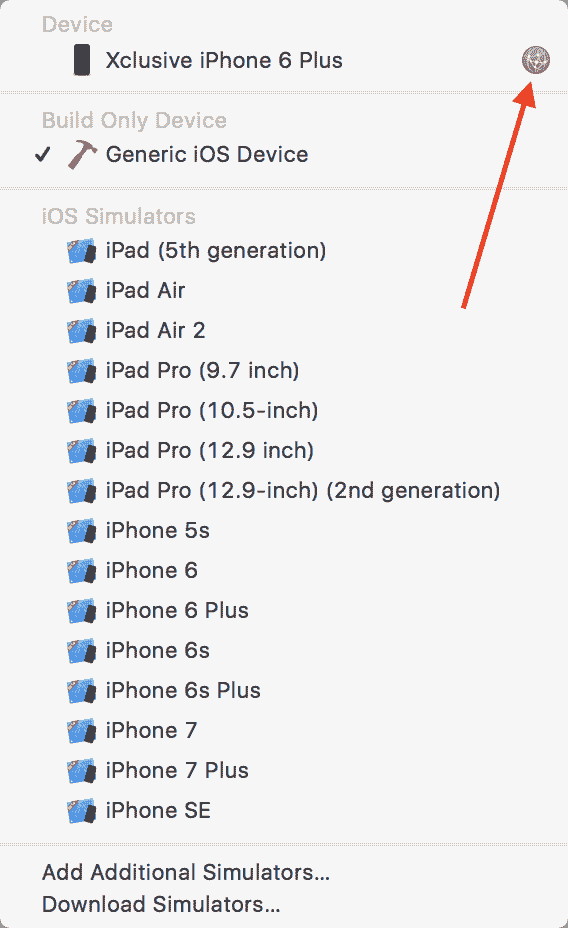 Device
Xclusive iPhone 6 Plus
Build Only Device
Generic iOS Device
iOS Simulators
iPad (5th generation)
iPad Air
iPad Air 2
iPad Pro (9.7 inch)
iPad Pro (10.5-inch)
iPad Pro (12.9 inch)
iPad Pro (12.9-inch) (2nd generation)
iPhone 5s
iPhone 6
iPhone 6 Plus
iPhone 6s
iPhone 6s Plus
iPhone 7
iPhone 7 Plus
iPhone SE
Add Additional Simulators...
Download Simulators...